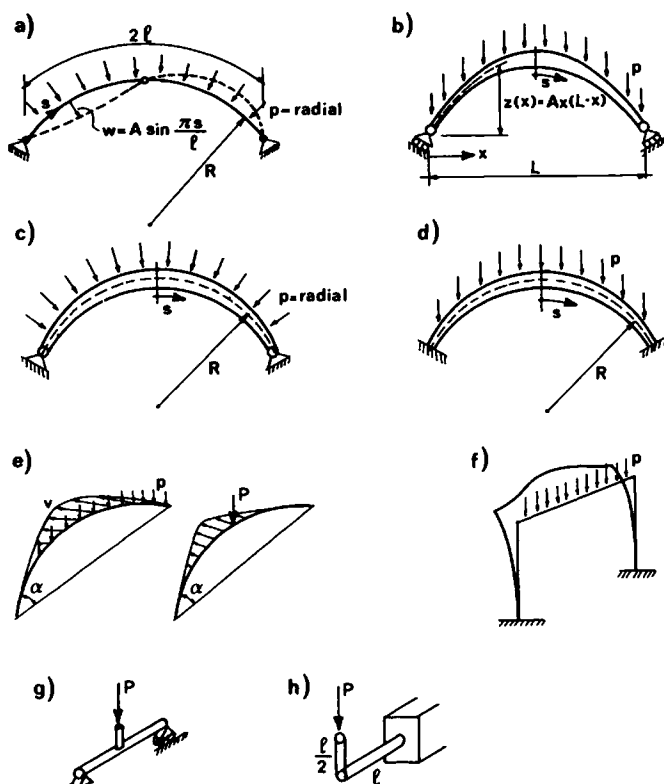 a)
2ℓ
s
w = A sin πs/ℓ
p = radial
R
b)
p
s
z(x) = Ax(L-x)
x
L
c)
p = radial
s
R
d)
p
s
R
e)
v
p
α
P
α
f)
p
g)
P
h)
P
ℓ/2
ℓ